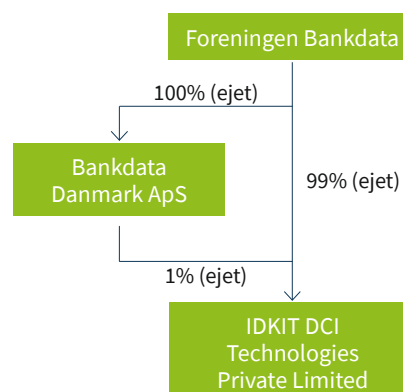 Foreningen Bankdata
100% (ejet)
Bankdata
Danmark ApS
99% (ejet)
1% (ejet)
IDKIT DCI
Technologies
Private Limited